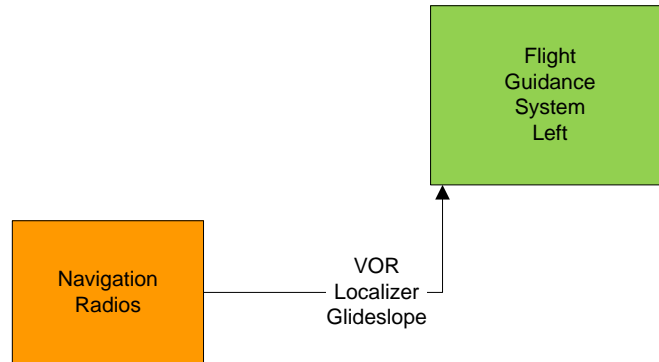 Flight
Guidance
System
Left
Navigation
Radios
VOR
Localizer
Glideslope